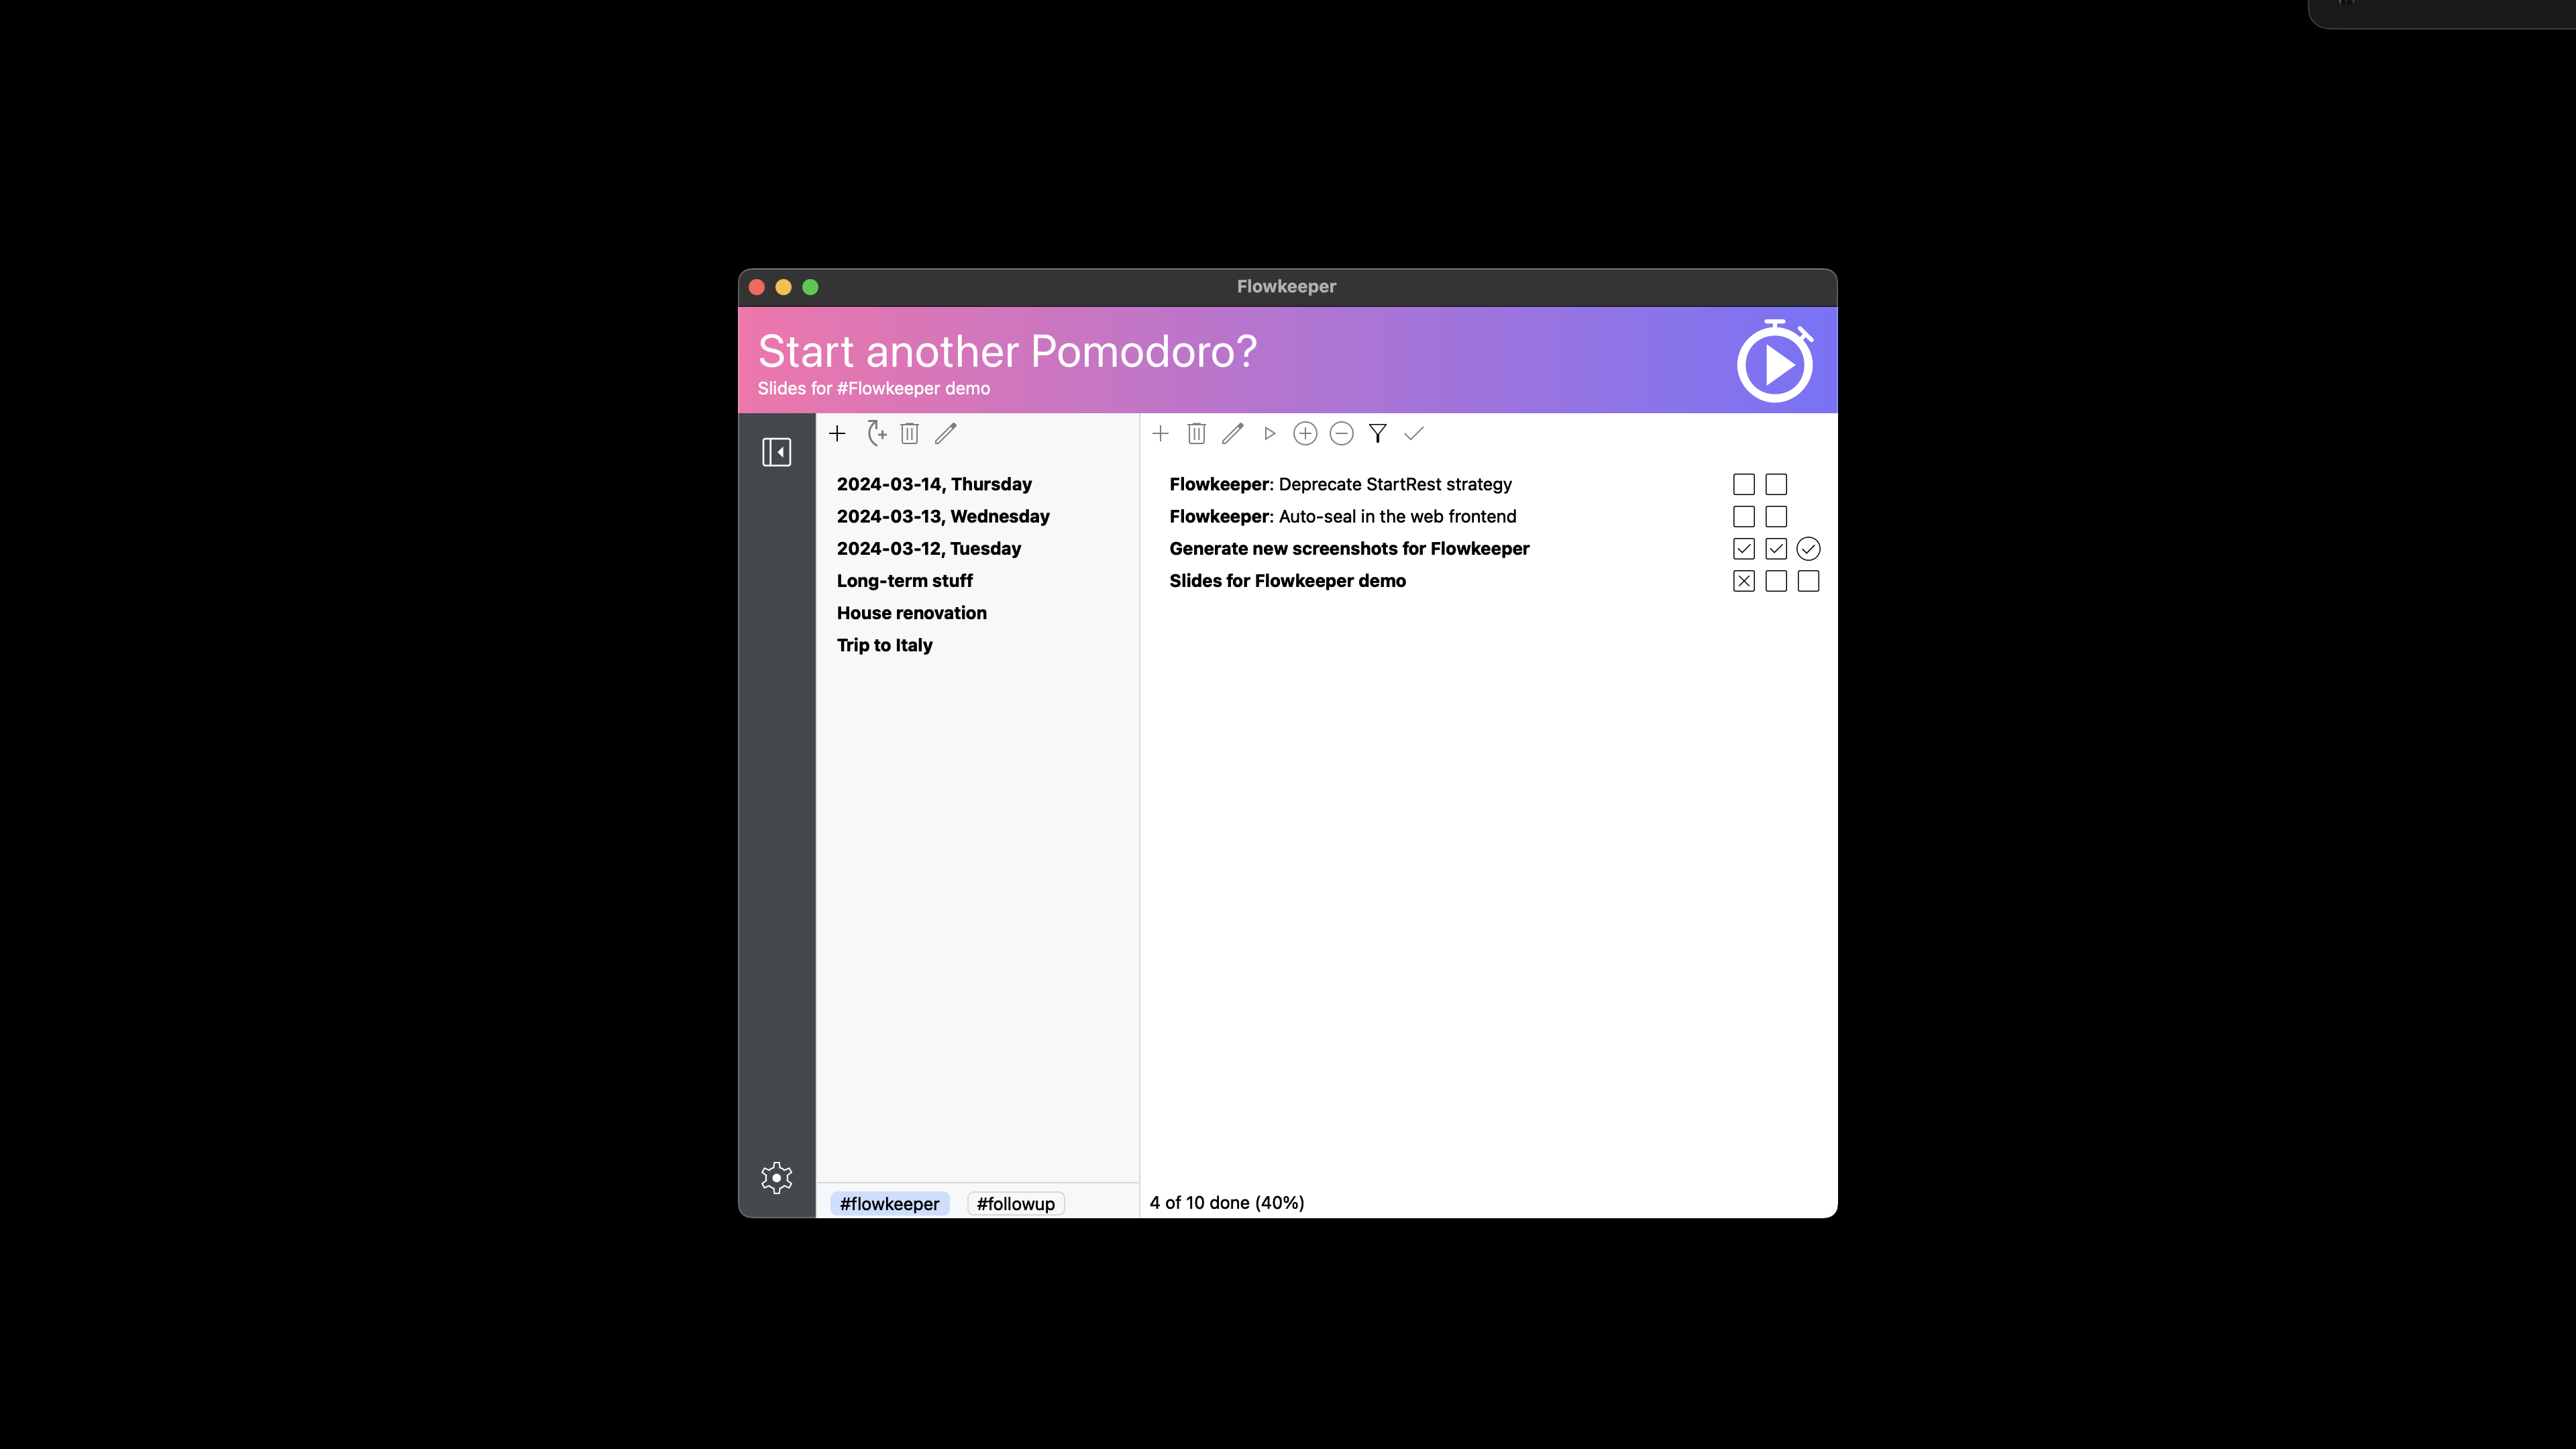 Flowkeeper
Start another Pomodoro?
Slides for #Flowkeeper demo
2024-03-14, Thursday
2024-03-13, Wednesday
2024-03-12, Tuesday
Long-term stuff
House renovation
Trip to Italy
Flowkeeper: Deprecate StartRest strategy
Flowkeeper: Auto-seal in the web frontend
Generate new screenshots for Flowkeeper
Slides for Flowkeeper demo
#flowkeeper #followup
4 of 10 done (40%)